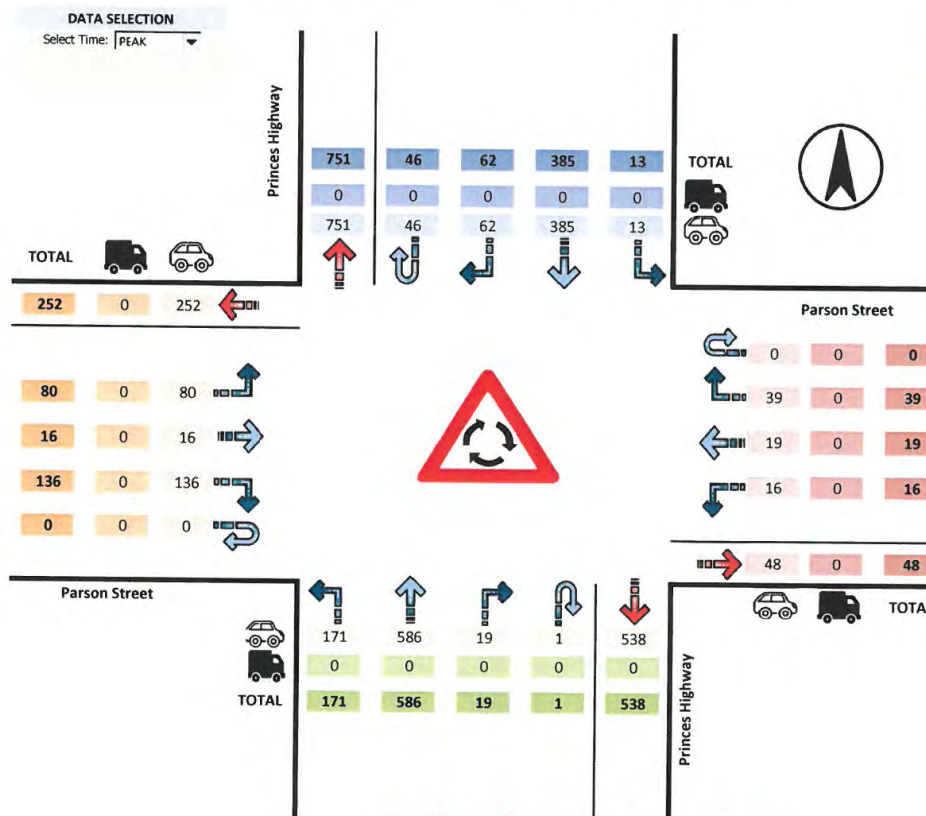 DATA SELECTION
Select Time: PEAK
Princes Highway
751 46 62 385 13 TOTAL
0 0 0 0 0
751 46 62 385 13
TOTAL
252 0 252
Parson Street
0 0 0
80 0 80
39 0 39
16 0 16
19 0 19
136 0 136
16 0 16
0 0 0
48 0 48
Parson Street
TOTA
171 586 19 1 538
0 0 0 0 0
TOTAL 171 586 19 1 538
Princes Highway